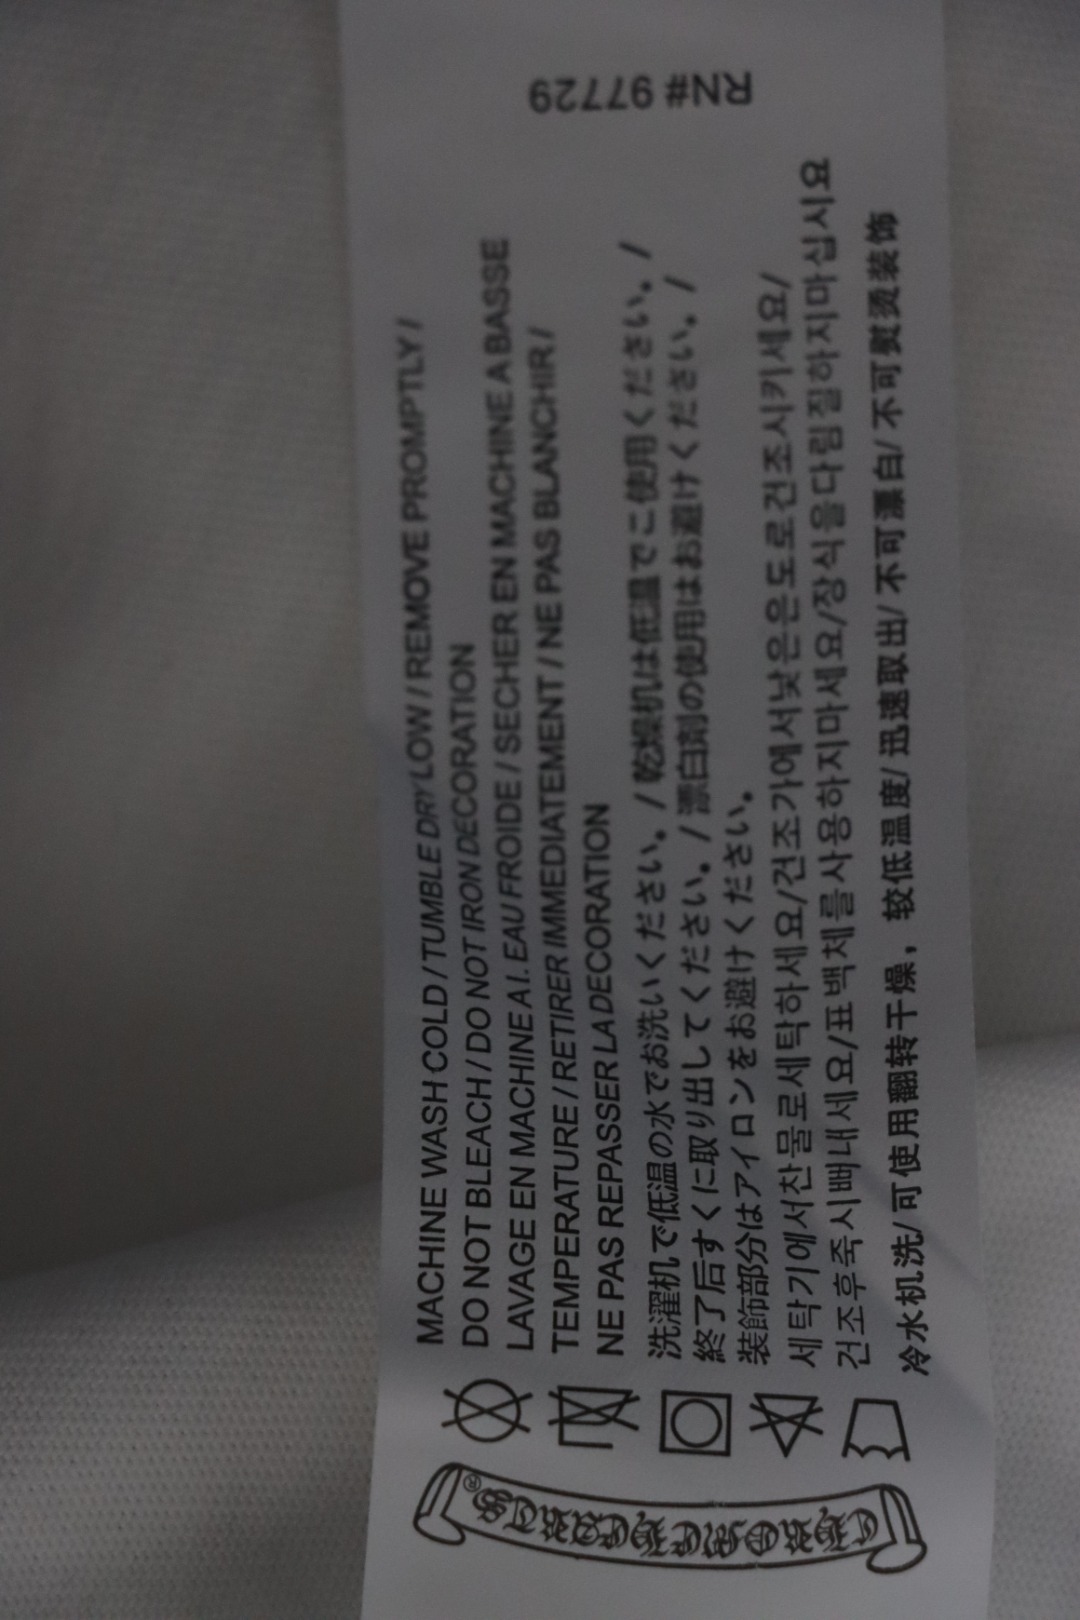 MACHINE WASH COLD / TUMBLE DRY LOW / REMOVE PROMPTLY /
DO NOT BLEACH / DO NOT IRON DECORATION
LAVAGE EN MACHINE A I. EAU FROIDE / SECHER EN MACHINE A BASSE
TEMPERATURE / RETIRER IMMEDIATEMENT / NE PAS BLANCHIR /
NE PAS REPASSER LA DECORATION
洗濯机で低温の水でお洗いください。/ 乾燥机は低温でご使用ください。/
終了后すくに取り出してください。/ 漂白剤の使用はお避けください。/
装飾部分はアイロンをお避けください。
세탁기에서찬물로세탁하세요/건조기에서낮은온도로건조시키세요/
건조후즉시빼내세요/표백제를사용하지마세요/장식을다림질하지마십시오
冷水机洗/ 可使用翻转干燥，较低温度/ 迅速取出/ 不可漂白/ 不可熨烫装饰
RN# 97729